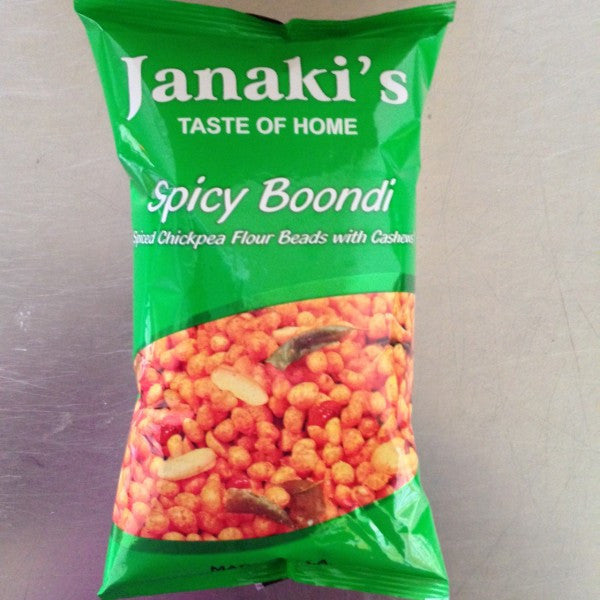 Janaki's
TASTE OF HOME
Spicy Boondi
Spiced Chickpea Flour Beads with Cashews